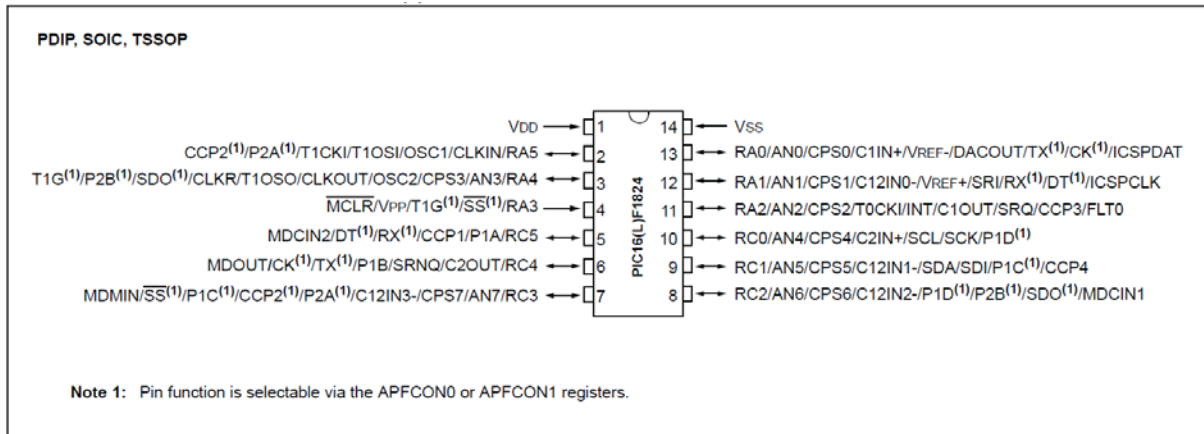 PDIP, SOIC, TSSOP
VDD 1 14 VSS
CCP2(1)/P2A(1)/T1CKI/T1OSI/OSC1/CLKIN/RA5 2 13 RA0/AN0/CPS0/C1IN+/VREF-/DACOUT/TX(1)/CK(1)/ICSPDAT
T1G(1)/P2B(1)/SDO(1)/CLKR/T1OSO/CLKOUT/OSC2/CPS3/AN3/RA4 3 12 RA1/AN1/CPS1/C12IN0-/VREF+/SRI/RX(1)/DT(1)/ICSPCLK
MCLR/VPP/T1G(1)/SS(1)/RA3 4 11 RA2/AN2/CPS2/T0CKI/INT/C1OUT/SRQ/CCP3/FLT0
MDCIN2/DT(1)/RX(1)/CCP1/P1A/RC5 5 10 RC0/AN4/CPS4/C2IN+/SCL/SCK/P1D(1)
MDOUT/CK(1)/TX(1)/P1B/SRNQ/C2OUT/RC4 6 9 RC1/AN5/CPS5/C12IN1-/SDA/SDI/P1C(1)/CCP4
MDMIN/SS(1)/P1C(1)/CCP2(1)/P2A(1)/C12IN3-/CPS7/AN7/RC3 7 8 RC2/AN6/CPS6/C12IN2-/P1D(1)/P2B(1)/SDO(1)/MDCIN1
PIC16(L)F1824
Note 1: Pin function is selectable via the APFCON0 or APFCON1 registers.